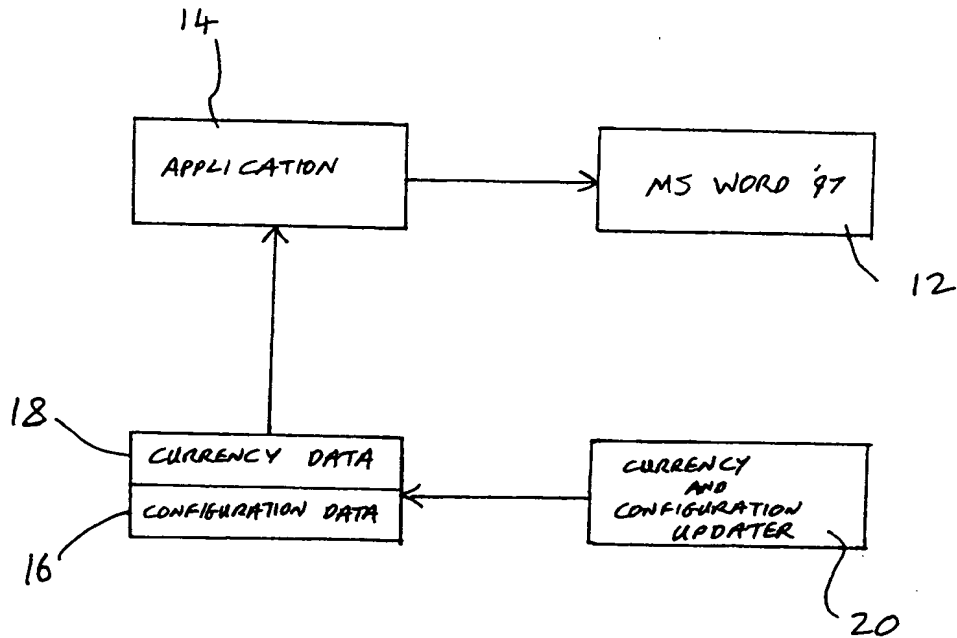 14
APPLICATION
MS WORD '97
12
18
CURRENCY DATA
CONFIGURATION DATA
16
CURRENCY
AND
CONFIGURATION
UPDATER
20